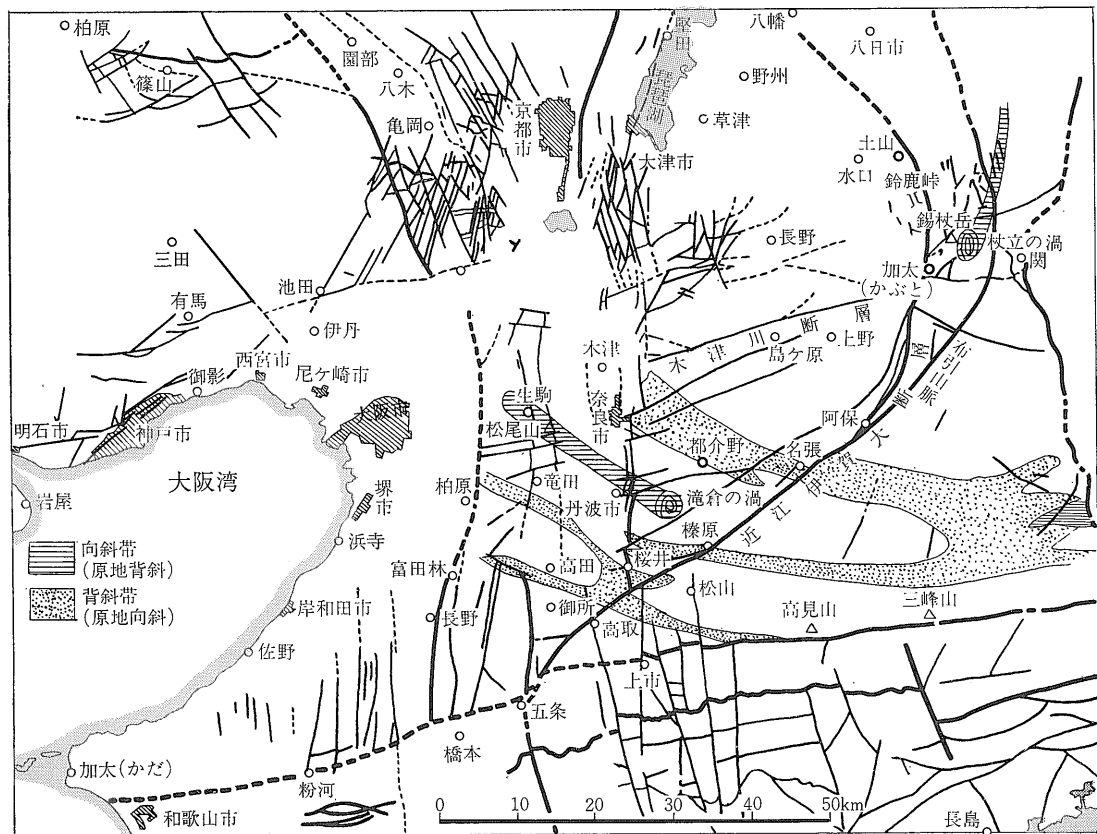 柏原
園部
八木
篠山
亀岡
京都市
堅田
琵琶湖
八幡
八日市
野州
草津
大津市
土山
水口
鈴鹿峠
錫杖岳
杖立の渦
関
長野
加太
(かぶと)
三田
有馬
池田
伊丹
西宮市
尼ケ崎市
御影
神戸市
明石市
大阪市
大阪湾
岩屋
堺市
浜寺
岸和田市
佐野
加太(かだ)
和歌山市
粉河
橋本
五条
長野
富田林
柏原
木津
生駒
松尾山
奈良市
竜田
丹波市
滝倉の渦
都介野
木津川断層
島ケ原
上野
阿保
名張
布引山脈
近江伊賀大断層
榛原
桜井
高田
御所
高取
松山
上市
高見山
三峰山
長島
向斜帯
(原地背斜)
背斜帯
(原地向斜)
0 10 20 30 40 50km